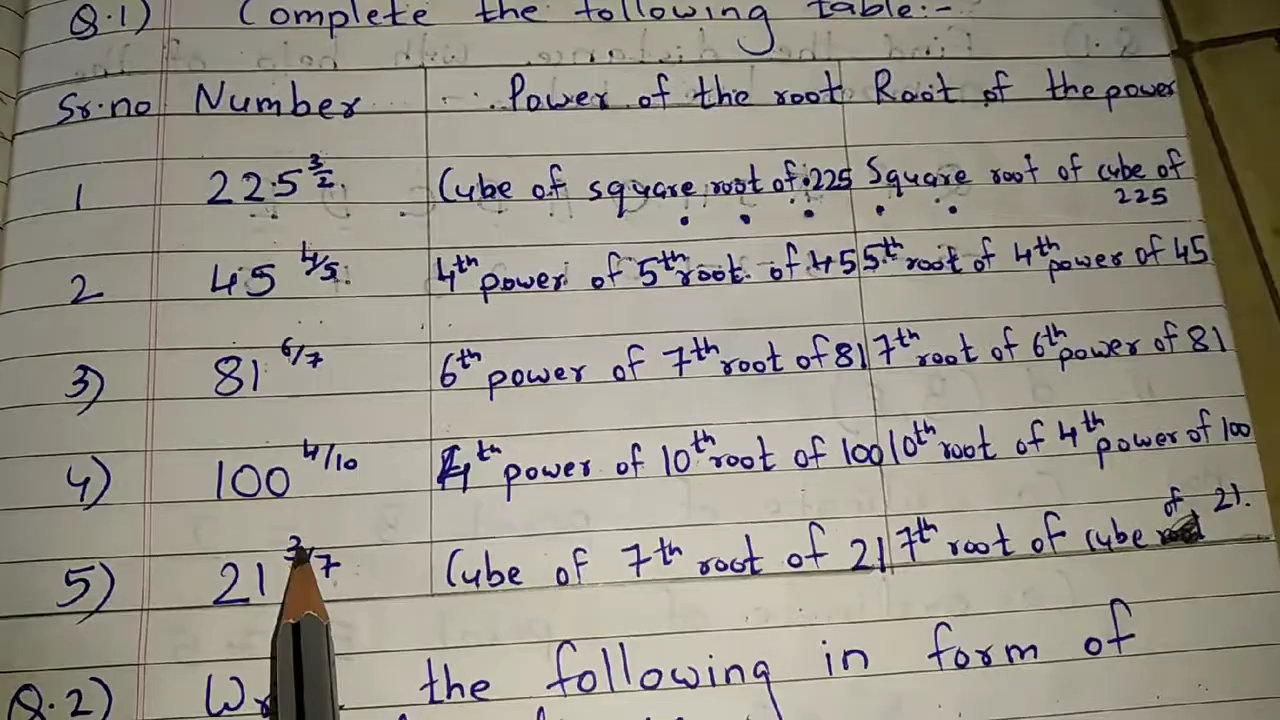 Q.1) Complete the following table:-
Sr.no Number Power of the root Root of the power
1 225^3/2 Cube of square root of 225 Square root of cube of 225
2 45^4/5 4th power of 5th root of 45 5th root of 4th power of 45
3) 81^6/7 6th power of 7th root of 81 7th root of 6th power of 81
4) 100^4/10 4th power of 10th root of 100 10th root of 4th power of 100
5) 21^3/7 Cube of 7th root of 21 7th root of cube of 21.
Q.2) the following in form of